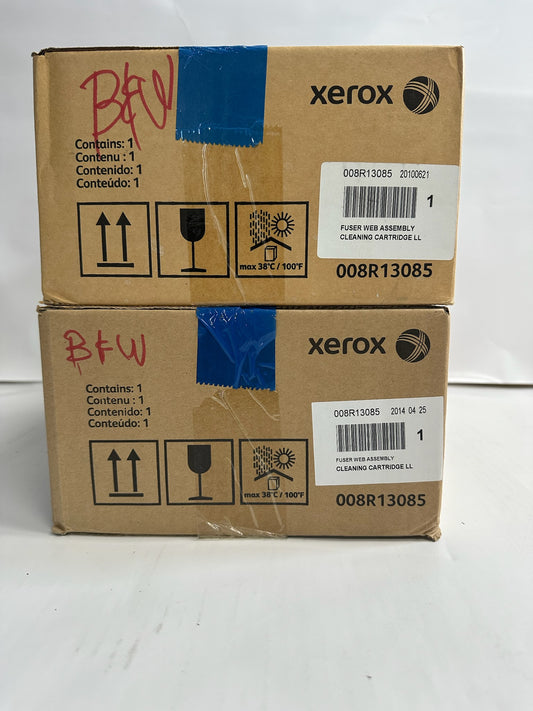 B&W
xerox
Contains: 1
Contenu : 1
Contenido: 1
Conteúdo: 1
008R13085 20100621
1
FUSER WEB ASSEMBLY
CLEANING CARTRIDGE LL
max 38°C / 100°F
008R13085
B&W
xerox
Contains: 1
Contenu : 1
Contenido: 1
Conteúdo: 1
008R13085 2014 04 25
1
FUSER WEB ASSEMBLY
CLEANING CARTRIDGE LL
max 38°C / 100°F
008R13085